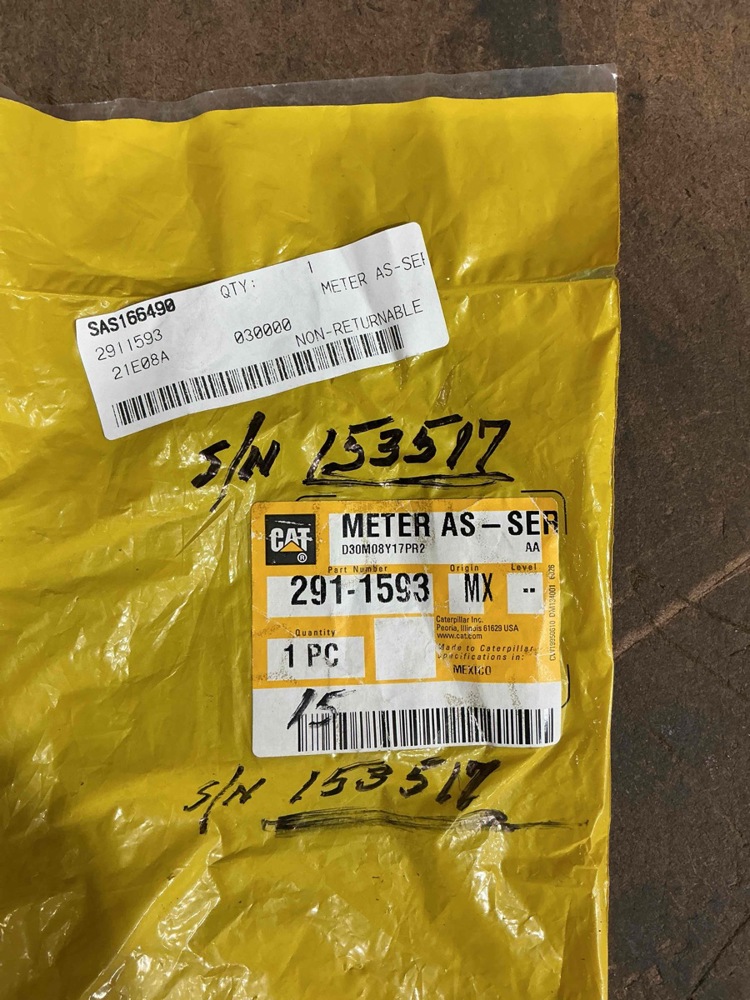 QTY: 1 METER AS-SER
SAS166490
2911593 030000 NON-RETURNABLE
21E08A
S/N 153517
CAT ®
METER AS-SER
D30M08Y17PR2 AA
Part Number Origin Level
291-1593 MX --
Quantity
1 PC
Caterpillar Inc.
Peoria, Illinois 61629 USA
www.cat.com
Made to Caterpillar
specifications in:
MEXICO
15
S/N 153517